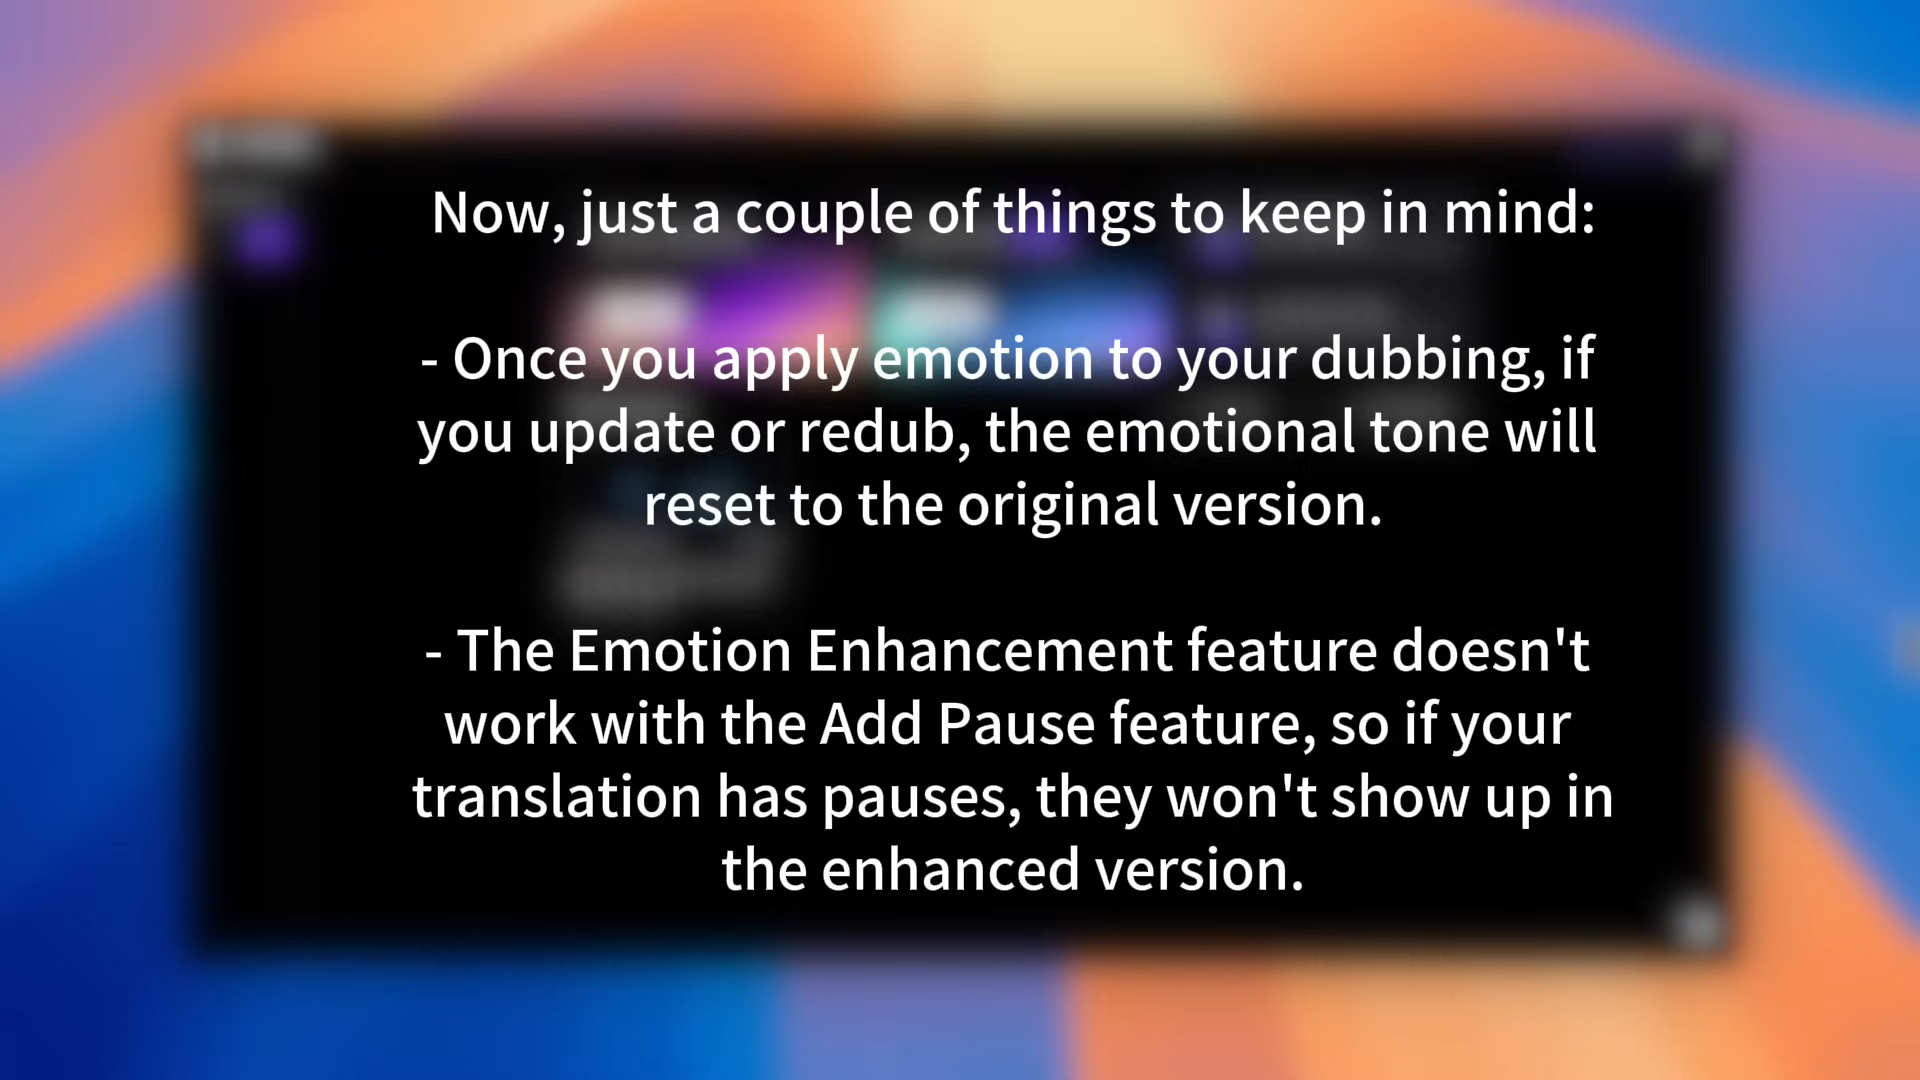 Now, just a couple of things to keep in mind:
- Once you apply emotion to your dubbing, if
you update or redub, the emotional tone will
reset to the original version.
- The Emotion Enhancement feature doesn't
work with the Add Pause feature, so if your
translation has pauses, they won't show up in
the enhanced version.